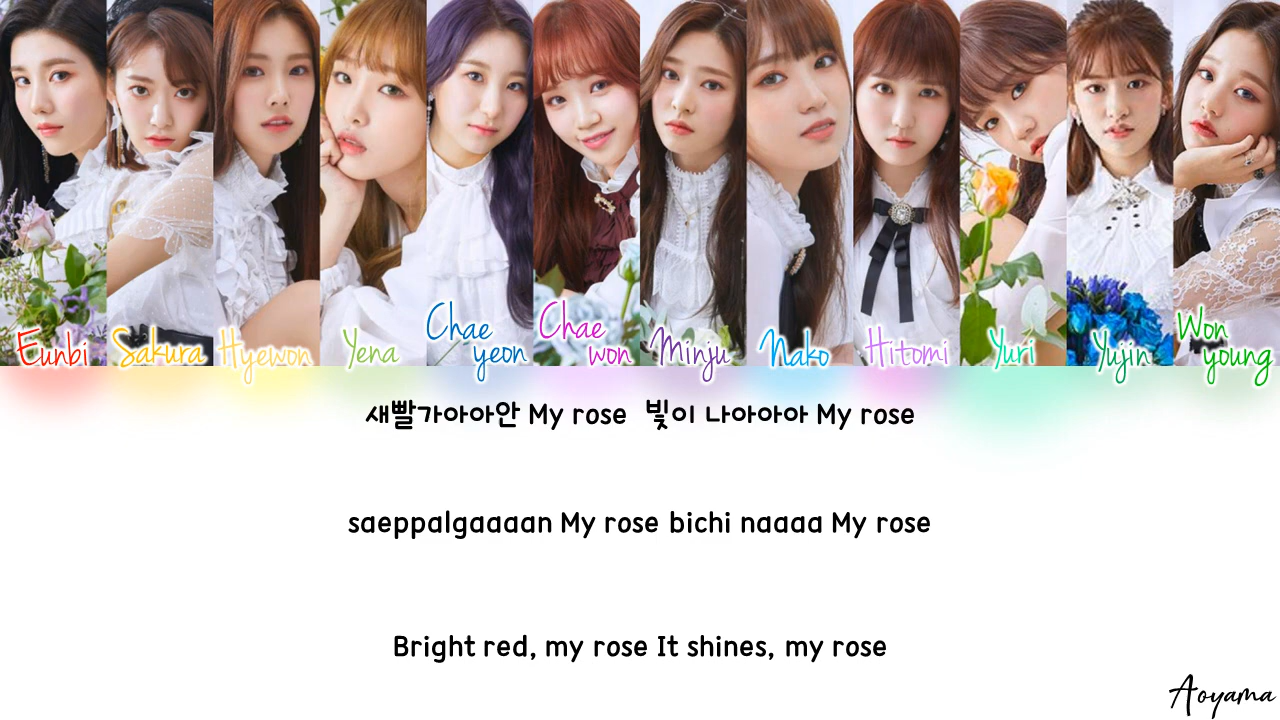 Eunbi Sakura Hyewon Yena Chae yeon Chae won Minju Nako Hitomi Yuri Yujin Won young
새빨가아아안 My rose 빛이 나아아아 My rose
saeppalgaaaan My rose bichi naaaa My rose
Bright red, my rose It shines, my rose
Aoyama